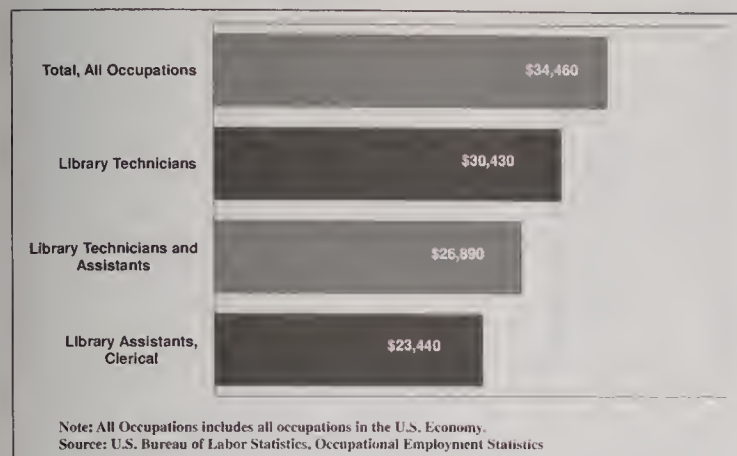 Total, All Occupations
$34,460
Library Technicians
$30,430
Library Technicians and
Assistants
$26,890
Library Assistants,
Clerical
$23,440
Note: All Occupations includes all occupations in the U.S. Economy.
Source: U.S. Bureau of Labor Statistics, Occupational Employment Statistics